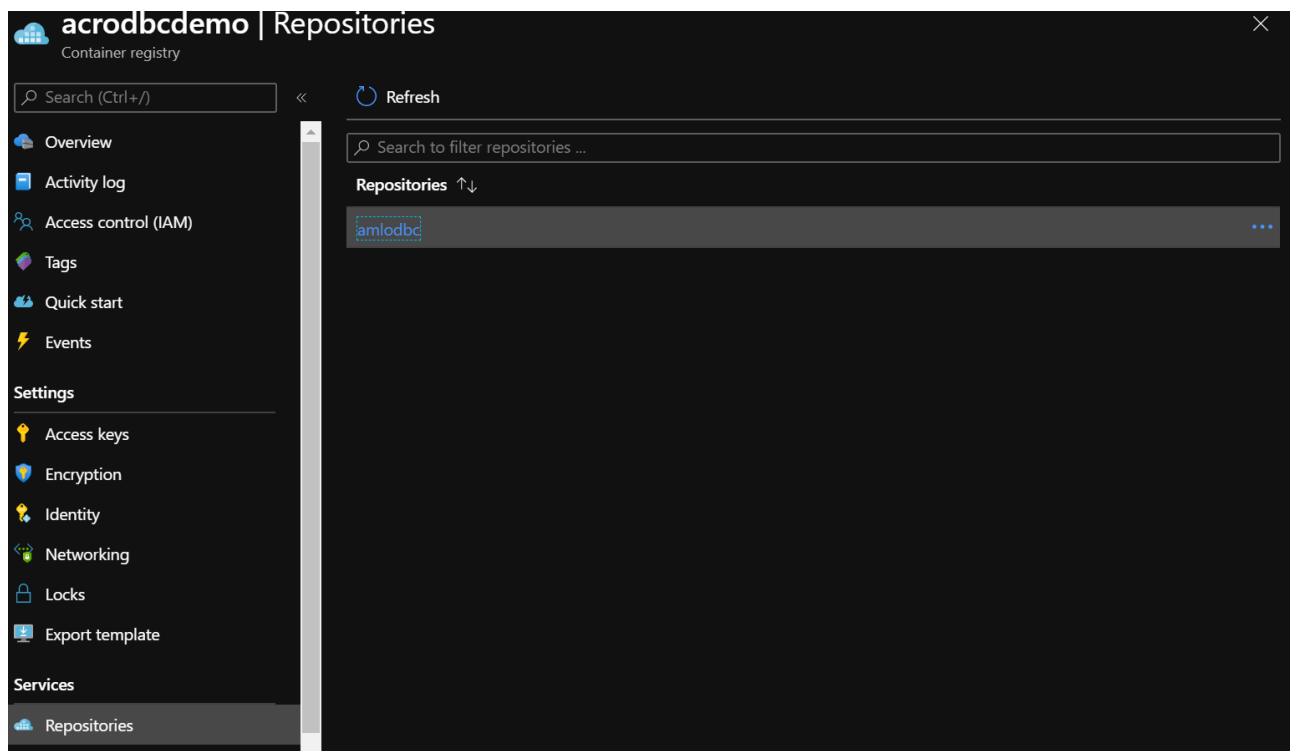 acrodbcdemo | Repositories
Container registry
Search (Ctrl+/)
«
Overview
Activity log
Access control (IAM)
Tags
Quick start
Events
Settings
Access keys
Encryption
Identity
Networking
Locks
Export template
Services
Repositories
Refresh
Search to filter repositories ...
Repositories ↑↓
amlodbc